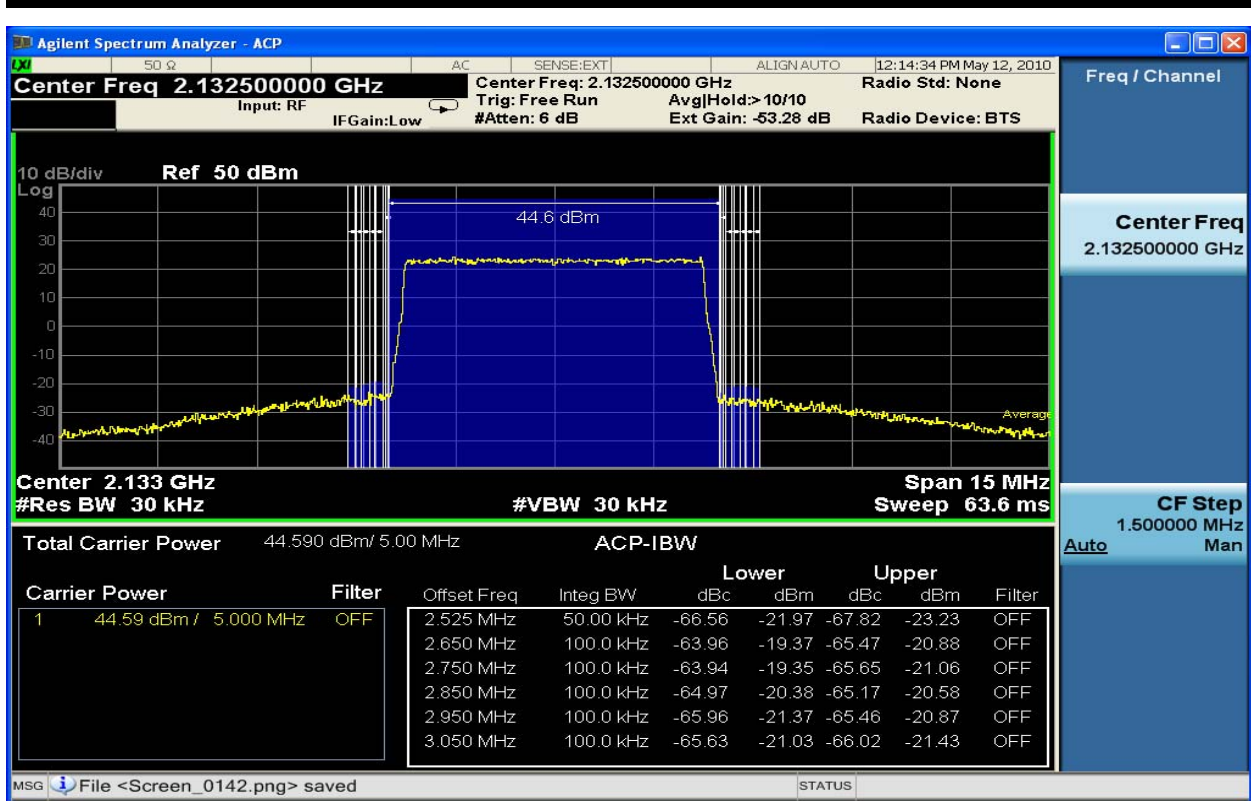 Agilent Spectrum Analyzer - ACP
LXI 50 Ω AC SENSE:EXT ALIGN AUTO 12:14:34 PM May 12, 2010
Center Freq 2.132500000 GHz
Input: RF
IFGain:Low
Center Freq: 2.132500000 GHz
Trig: Free Run Avg|Hold:> 10/10
#Atten: 6 dB Ext Gain: -53.28 dB
Radio Std: None
Radio Device: BTS
Freq / Channel
10 dB/div Ref 50 dBm
Log
40
30
20
10
0
-10
-20
-30
-40
44.6 dBm
Average
Center Freq
2.132500000 GHz
Center 2.133 GHz Span 15 MHz
#Res BW 30 kHz #VBW 30 kHz Sweep 63.6 ms
CF Step
1.500000 MHz
Auto Man
Total Carrier Power 44.590 dBm/ 5.00 MHz ACP-IBW
Lower Upper
Carrier Power Filter Offset Freq Integ BW dBc dBm dBc dBm Filter
1 44.59 dBm / 5.000 MHz OFF 2.525 MHz 50.00 kHz -66.56 -21.97 -67.82 -23.23 OFF
2.650 MHz 100.0 kHz -63.96 -19.37 -65.47 -20.88 OFF
2.750 MHz 100.0 kHz -63.94 -19.35 -65.65 -21.06 OFF
2.850 MHz 100.0 kHz -64.97 -20.38 -65.17 -20.58 OFF
2.950 MHz 100.0 kHz -65.96 -21.37 -65.46 -20.87 OFF
3.050 MHz 100.0 kHz -65.63 -21.03 -66.02 -21.43 OFF
MSG File <Screen_0142.png> saved STATUS